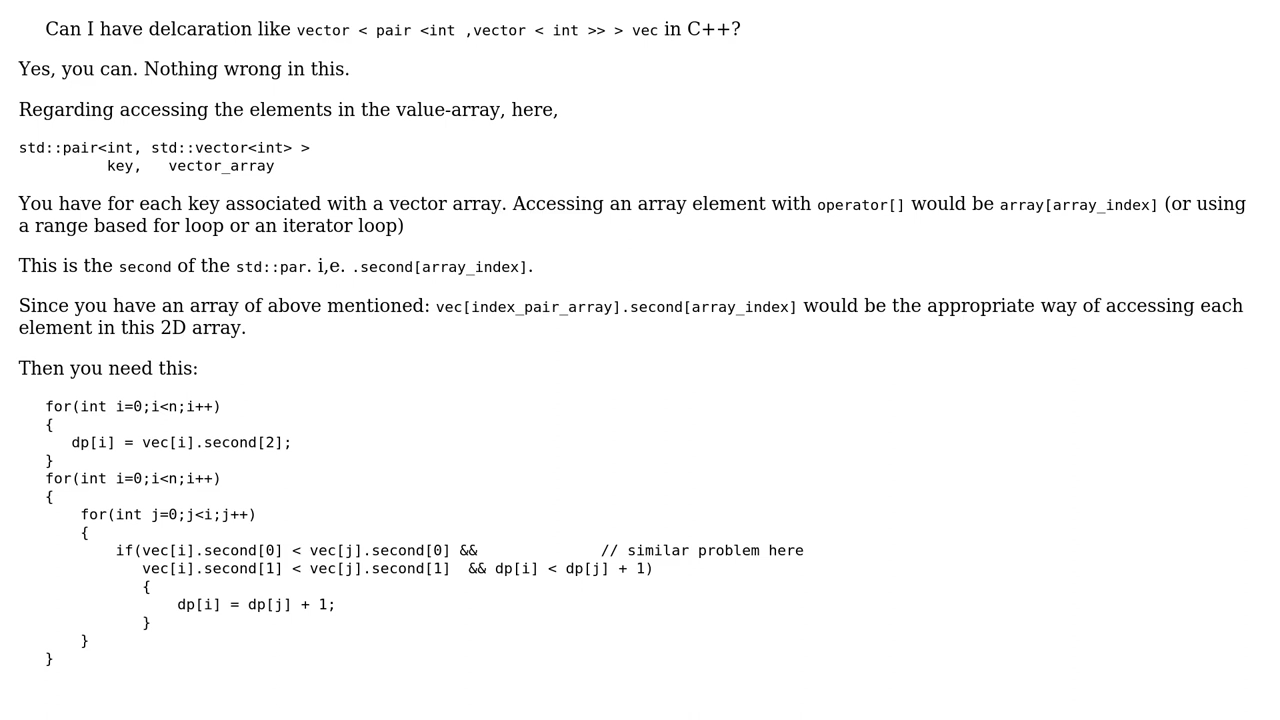 Can I have delcaration like vector < pair <int ,vector < int >> > vec in C++?
Yes, you can. Nothing wrong in this.
Regarding accessing the elements in the value-array, here,
std::pair<int, std::vector<int> >
          key,   vector_array
You have for each key associated with a vector array. Accessing an array element with operator[] would be array[array_index] (or using
a range based for loop or an iterator loop)
This is the second of the std::par. i,e. .second[array_index].
Since you have an array of above mentioned: vec[index_pair_array].second[array_index] would be the appropriate way of accessing each
element in this 2D array.
Then you need this:
   for(int i=0;i<n;i++)
   {
      dp[i] = vec[i].second[2];
   }
   for(int i=0;i<n;i++)
   {
       for(int j=0;j<i;j++)
       {
           if(vec[i].second[0] < vec[j].second[0] &&              // similar problem here
              vec[i].second[1] < vec[j].second[1]  && dp[i] < dp[j] + 1)
              {
                  dp[i] = dp[j] + 1;
              }
       }
   }